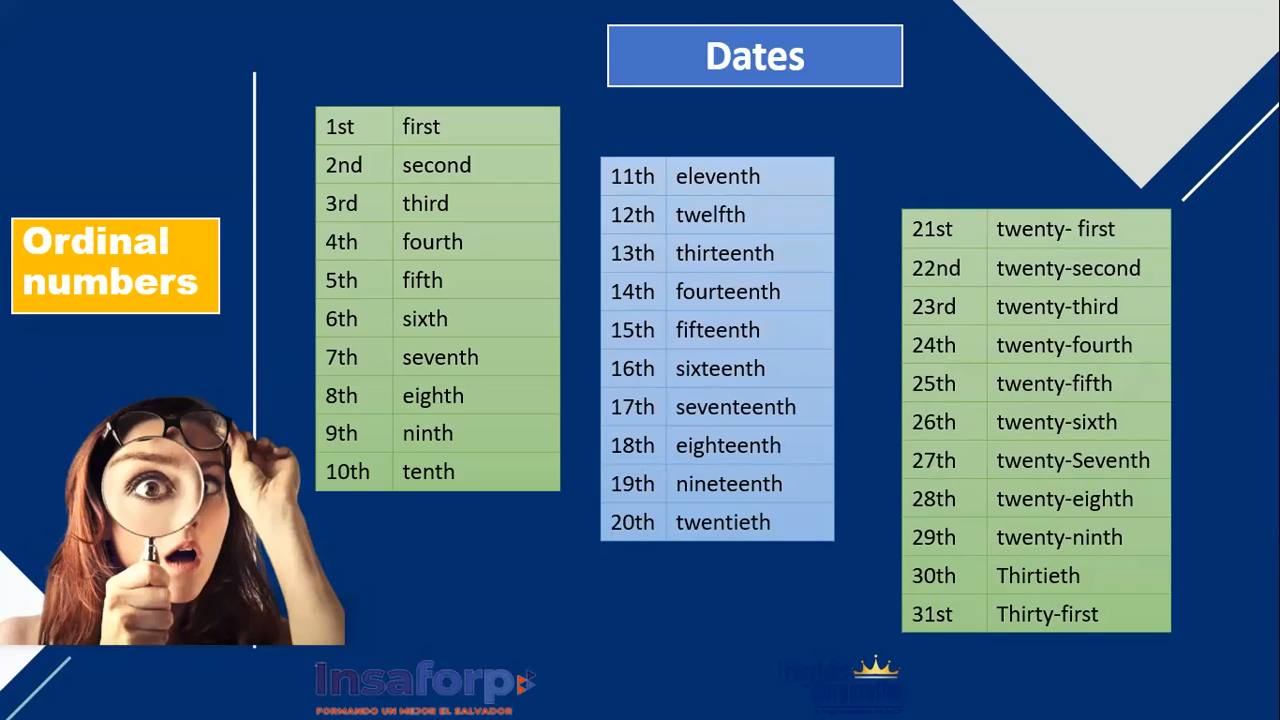 Dates
Ordinal
numbers
1st first
2nd second
3rd third
4th fourth
5th fifth
6th sixth
7th seventh
8th eighth
9th ninth
10th tenth
11th eleventh
12th twelfth
13th thirteenth
14th fourteenth
15th fifteenth
16th sixteenth
17th seventeenth
18th eighteenth
19th nineteenth
20th twentieth
21st twenty- first
22nd twenty-second
23rd twenty-third
24th twenty-fourth
25th twenty-fifth
26th twenty-sixth
27th twenty-Seventh
28th twenty-eighth
29th twenty-ninth
30th Thirtieth
31st Thirty-first
Insaforp
FORMANDO UN MEJOR EL SALVADOR